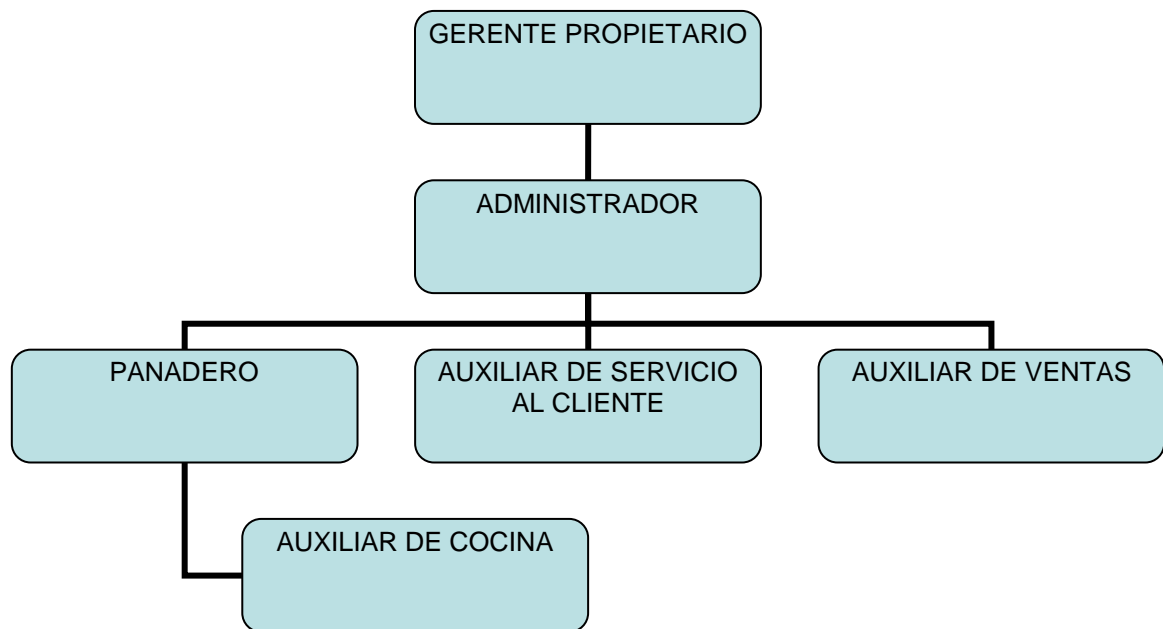 GERENTE PROPIETARIO
ADMINISTRADOR
PANADERO
AUXILIAR DE SERVICIO
AL CLIENTE
AUXILIAR DE VENTAS
AUXILIAR DE COCINA